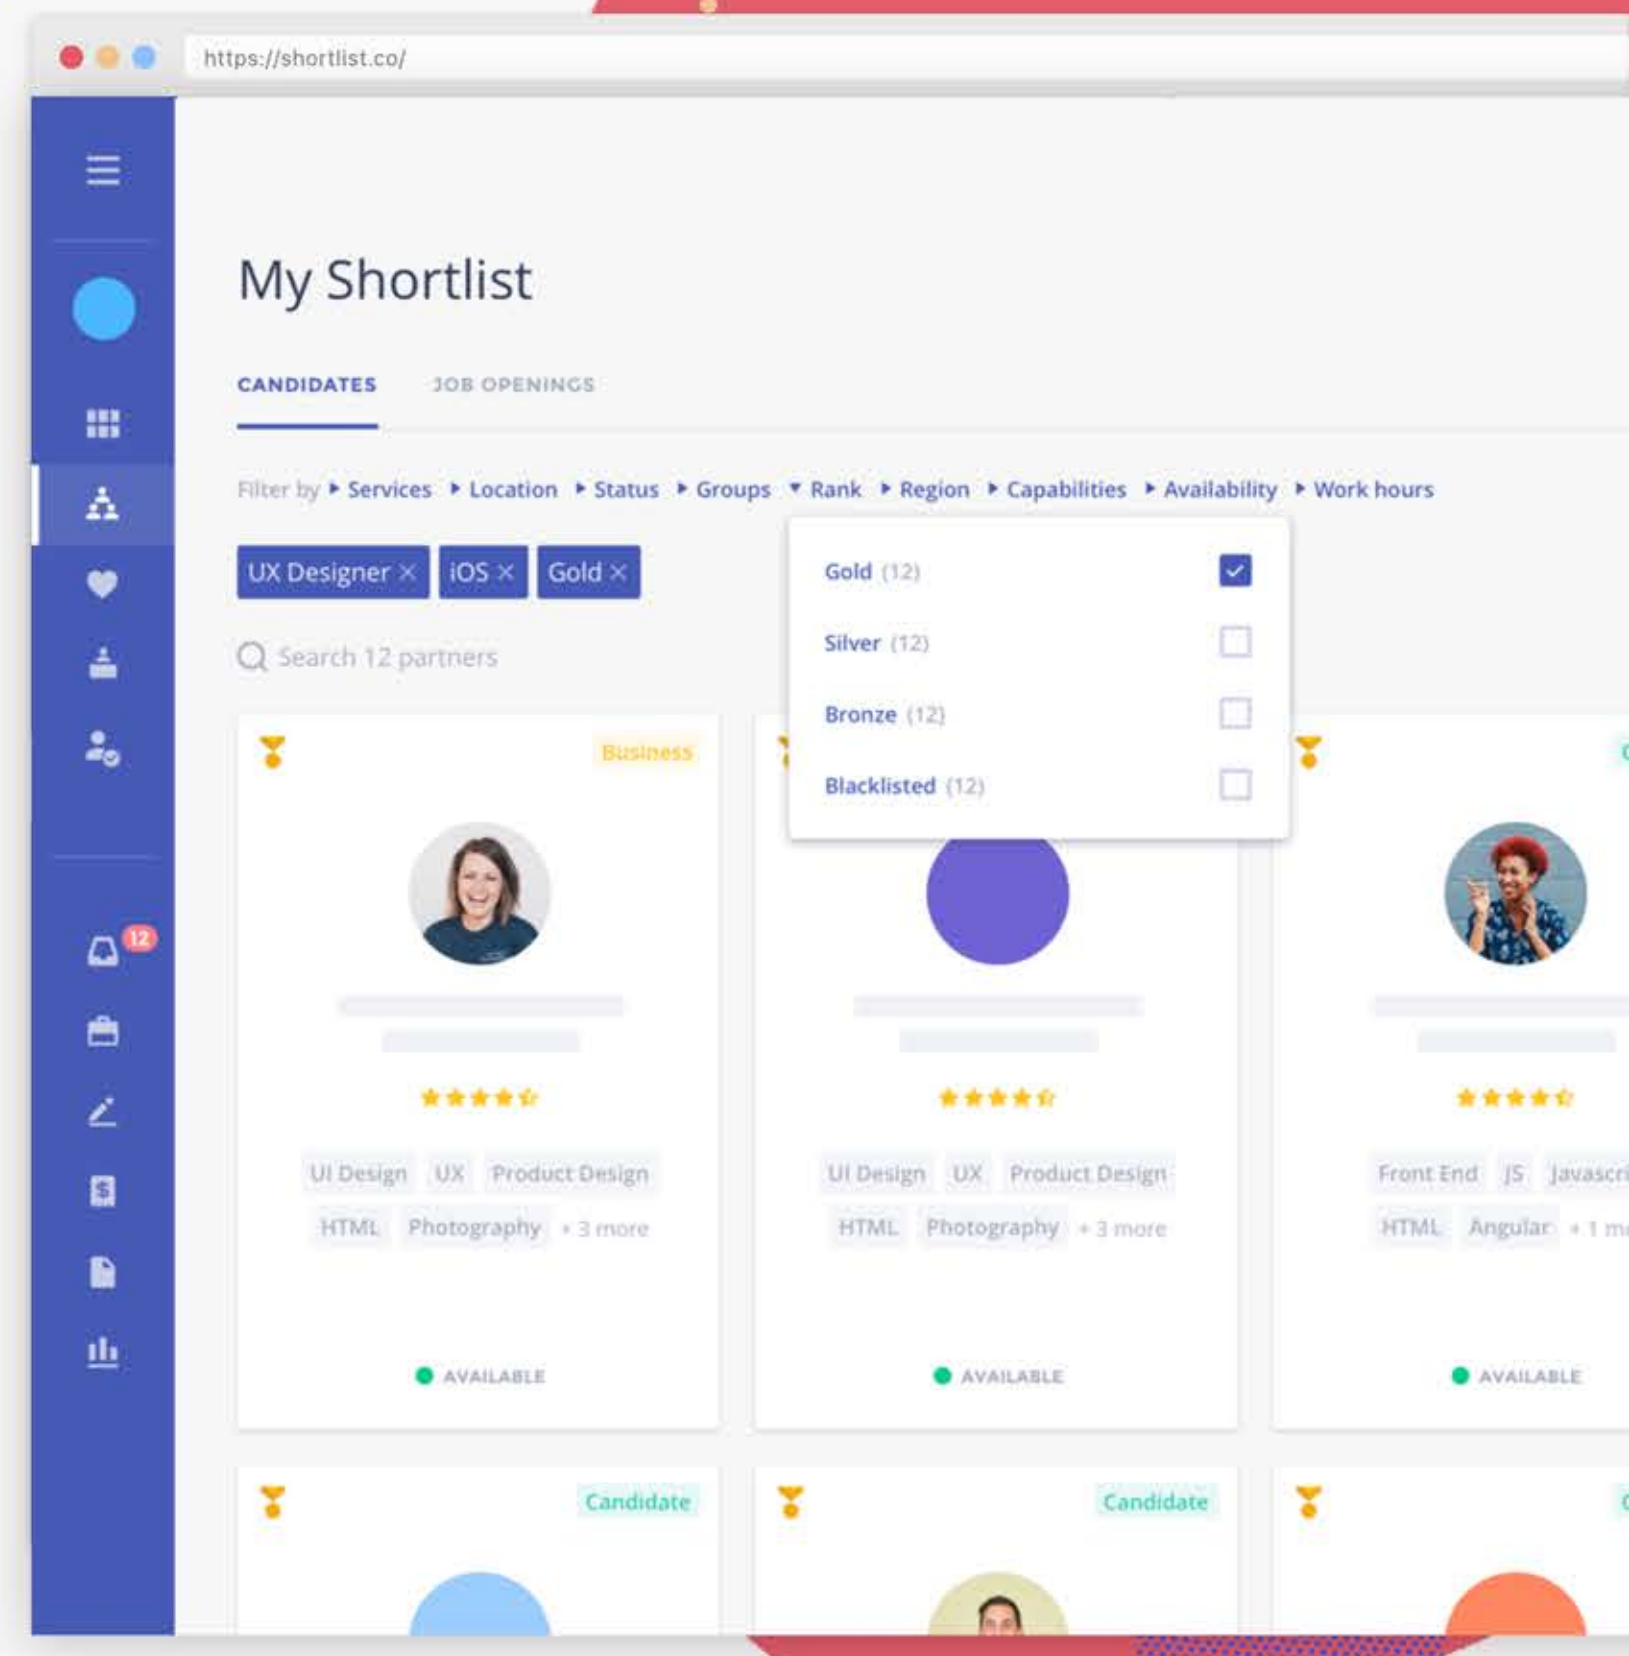 https://shortlist.co/
My Shortlist
CANDIDATES JOB OPENINGS
Filter by Services Location Status Groups Rank Region Capabilities Availability Work hours
UX Designer × iOS × Gold ×
Gold (12)
Silver (12)
Bronze (12)
Blacklisted (12)
Search 12 partners
Business
12
UI Design UX Product Design
HTML Photography + 3 more
AVAILABLE
UI Design UX Product Design
HTML Photography + 3 more
AVAILABLE
Front End JS Javascri
HTML Angular + 1 m
AVAILABLE
Candidate
Candidate